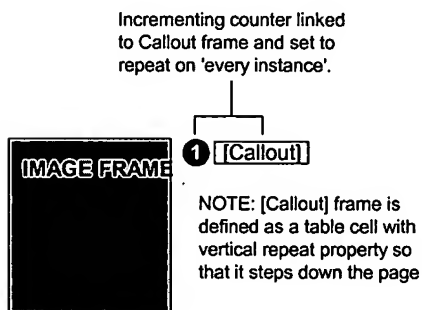 Incrementing counter linked
to Callout frame and set to
repeat on 'every instance'.
1 [Callout]
IMAGE FRAME
NOTE: [Callout] frame is
defined as a table cell with
vertical repeat property so
that it steps down the page